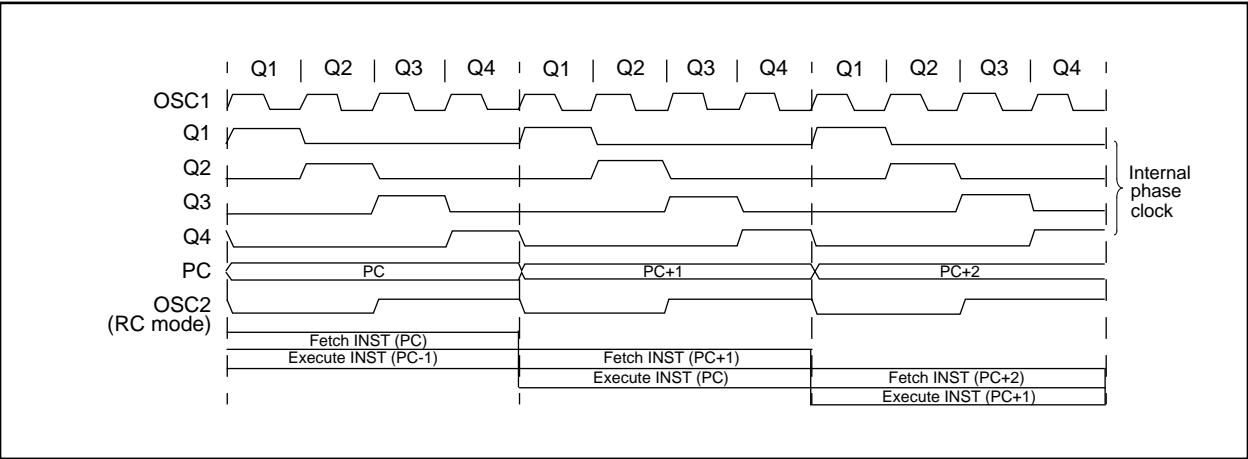 Q1 Q2 Q3 Q4 Q1 Q2 Q3 Q4 Q1 Q2 Q3 Q4
OSC1
Q1
Q2
Q3
Q4
Internal
phase
clock
PC PC PC+1 PC+2
OSC2
(RC mode)
Fetch INST (PC)
Execute INST (PC-1) Fetch INST (PC+1)
Execute INST (PC) Fetch INST (PC+2)
Execute INST (PC+1)